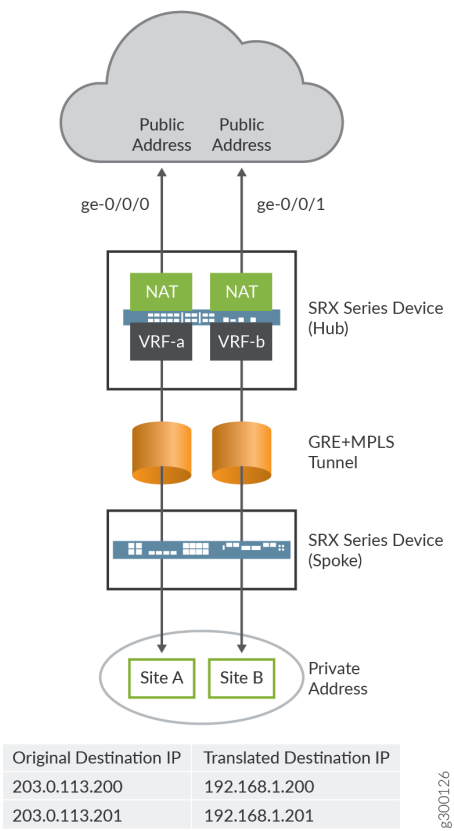 Public Public
Address Address
ge-0/0/0 ge-0/0/1
NAT NAT
SRX Series Device
(Hub)
VRF-a VRF-b
GRE+MPLS
Tunnel
SRX Series Device
(Spoke)
Site A Site B
Private
Address
Original Destination IP Translated Destination IP
203.0.113.200 192.168.1.200
203.0.113.201 192.168.1.201
g300126